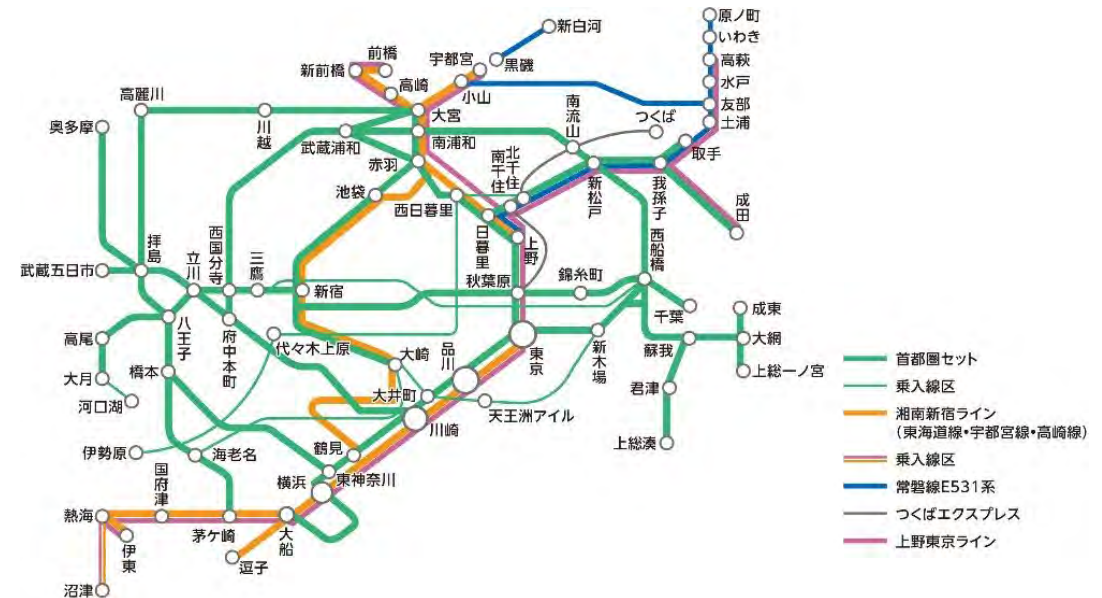 原ノ町
新白河
いわき
前橋
宇都宮
黒磯
高萩
新前橋
水戸
高崎
小山
高麗川
南流山
友部
つくば
大宮
土浦
奥多摩
川越
武蔵浦和
南浦和
取手
赤羽
北千住
南千住
新松戸
我孫子
成田
池袋
西日暮里
日暮里
上野
西船橋
拝島
立川
西国分寺
三鷹
武蔵五日市
新宿
秋葉原
錦糸町
千葉
成東
八王子
府中本町
高尾
代々木上原
大崎
品川
東京
新木場
蘇我
大網
橋本
大月
大井町
君津
上総一ノ宮
河口湖
天王洲アイル
川崎
伊勢原
海老名
鶴見
上総湊
国府津
横浜
東神奈川
熱海
茅ケ崎
大船
伊東
逗子
沼津
首都圏セット
乗入線区
湘南新宿ライン
(東海道線・宇都宮線・高崎線)
乗入線区
常磐線E531系
つくばエクスプレス
上野東京ライン